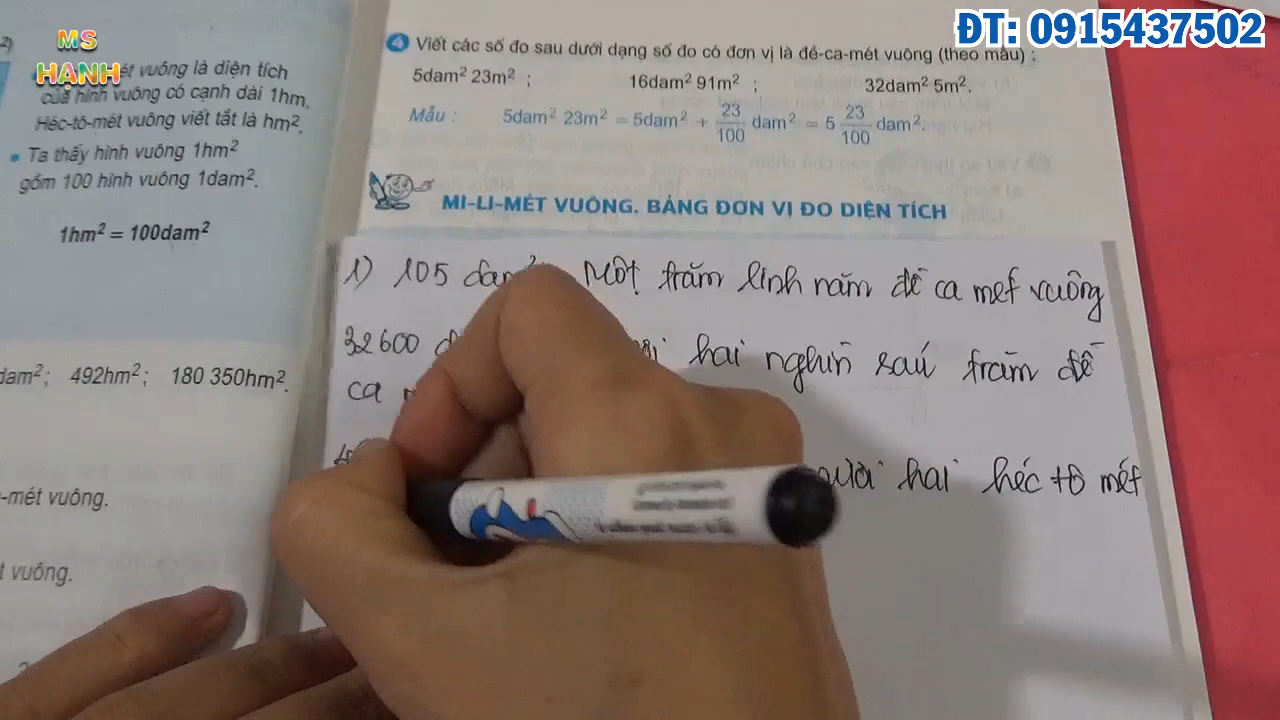 MS HẠNH
ĐT: 0915437502
mét vuông là diện tích
của hình vuông có cạnh dài 1hm.
Héc-tô-mét vuông viết tắt là hm².
• Ta thấy hình vuông 1hm²
gồm 100 hình vuông 1dam².
1hm² = 100dam²
dam²; 492hm²; 180 350hm².
-mét vuông.
vuông.
4 Viết các số đo sau dưới dạng số đo có đơn vị là đề-ca-mét vuông (theo mẫu) :
5dam² 23m² ; 16dam² 91m² ; 32dam² 5m².
Mẫu : 5dam² 23m² = 5dam² + 23/100 dam² = 5 23/100 dam².
MI-LI-MÉT VUÔNG. BẢNG ĐƠN VỊ ĐO DIỆN TÍCH
1) 105 dam² Một trăm linh năm đề ca met vuông
32600 hai nghìn sáu trăm đề
ca
hai héc tô mét